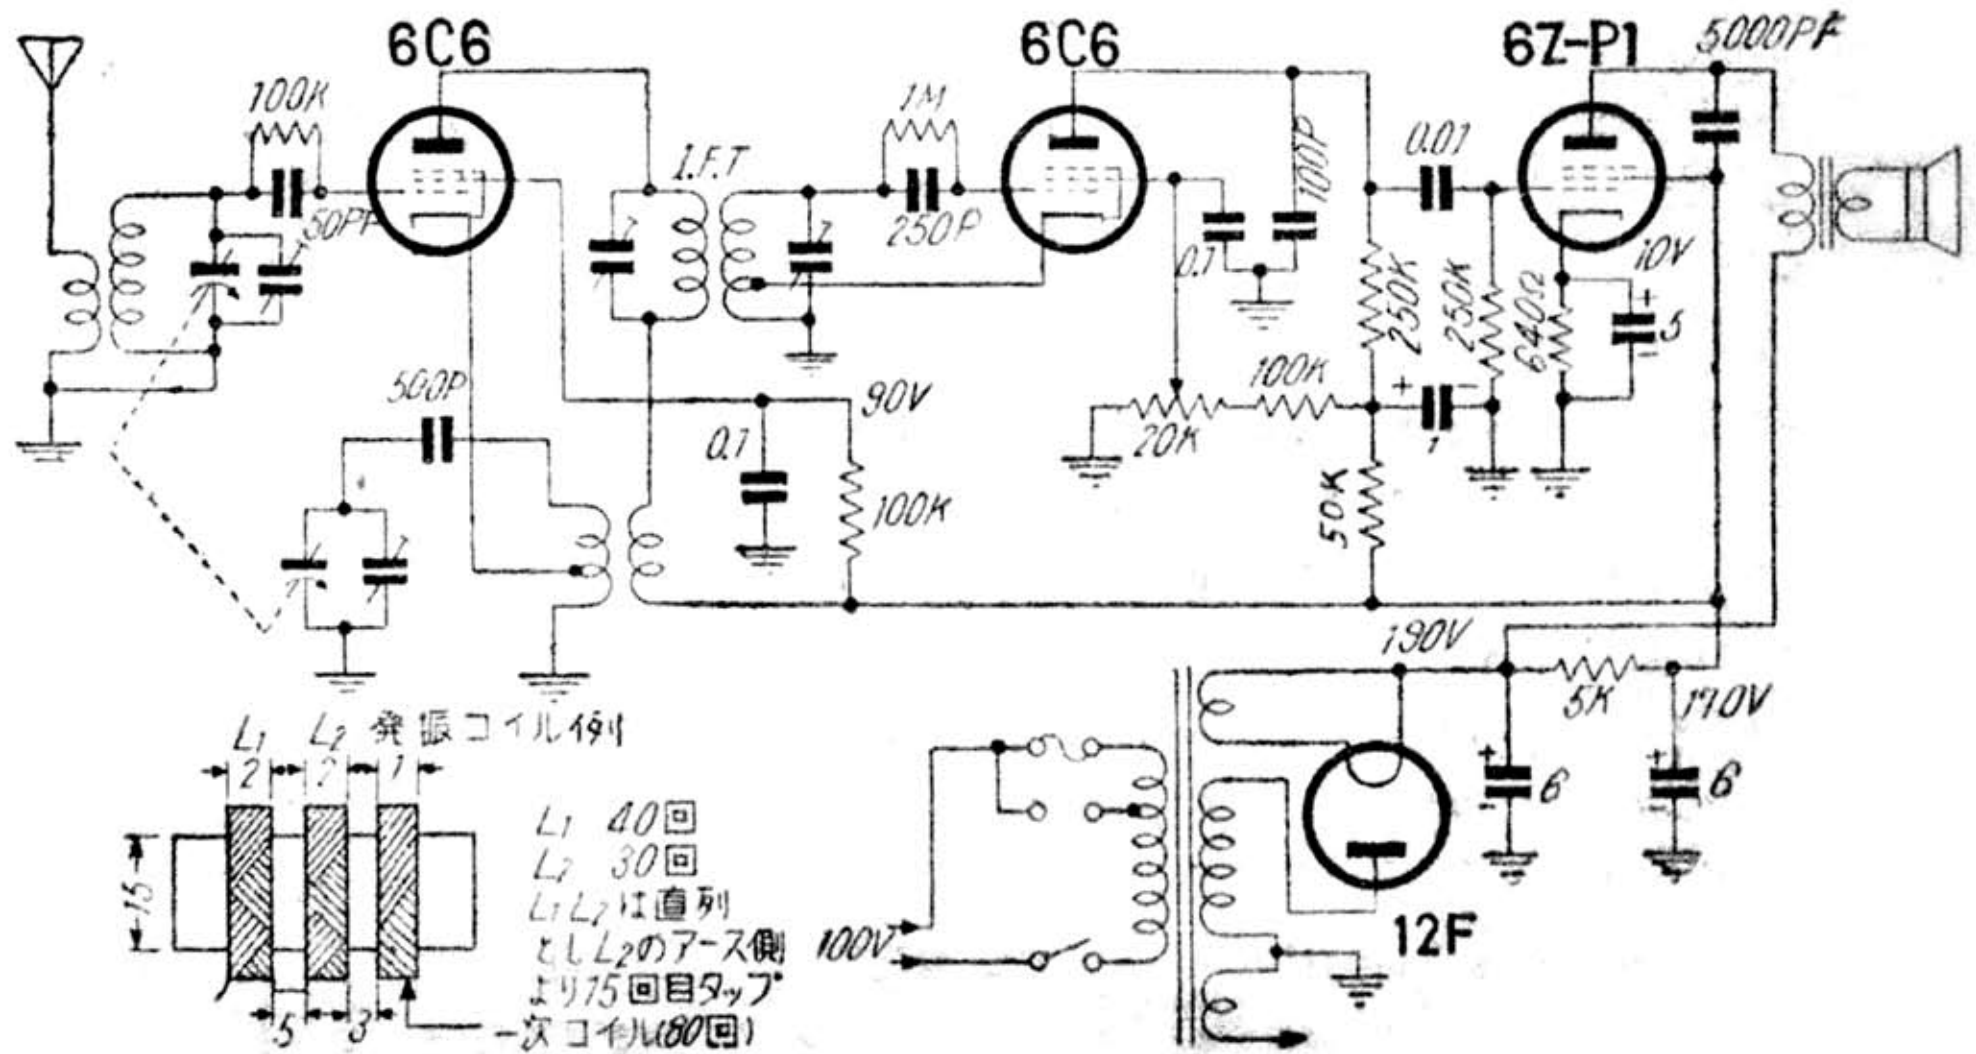 6C6
6C6
6Z-P1
5000PF
100K
50PF
I.F.T
1M
250P
100P
0.1
0.01
250K
250K
640Ω
10V
5
500P
90V
0.1
100K
20K
100K
1
50K
190V
5K
170V
6
6
12F
100V
L1 L2 発振コイル例
2 2 1
15
5 3
L1 40回
L2 30回
L1L2は直列
としL2のアース側
より15回目タップ
一次コイル(80回)